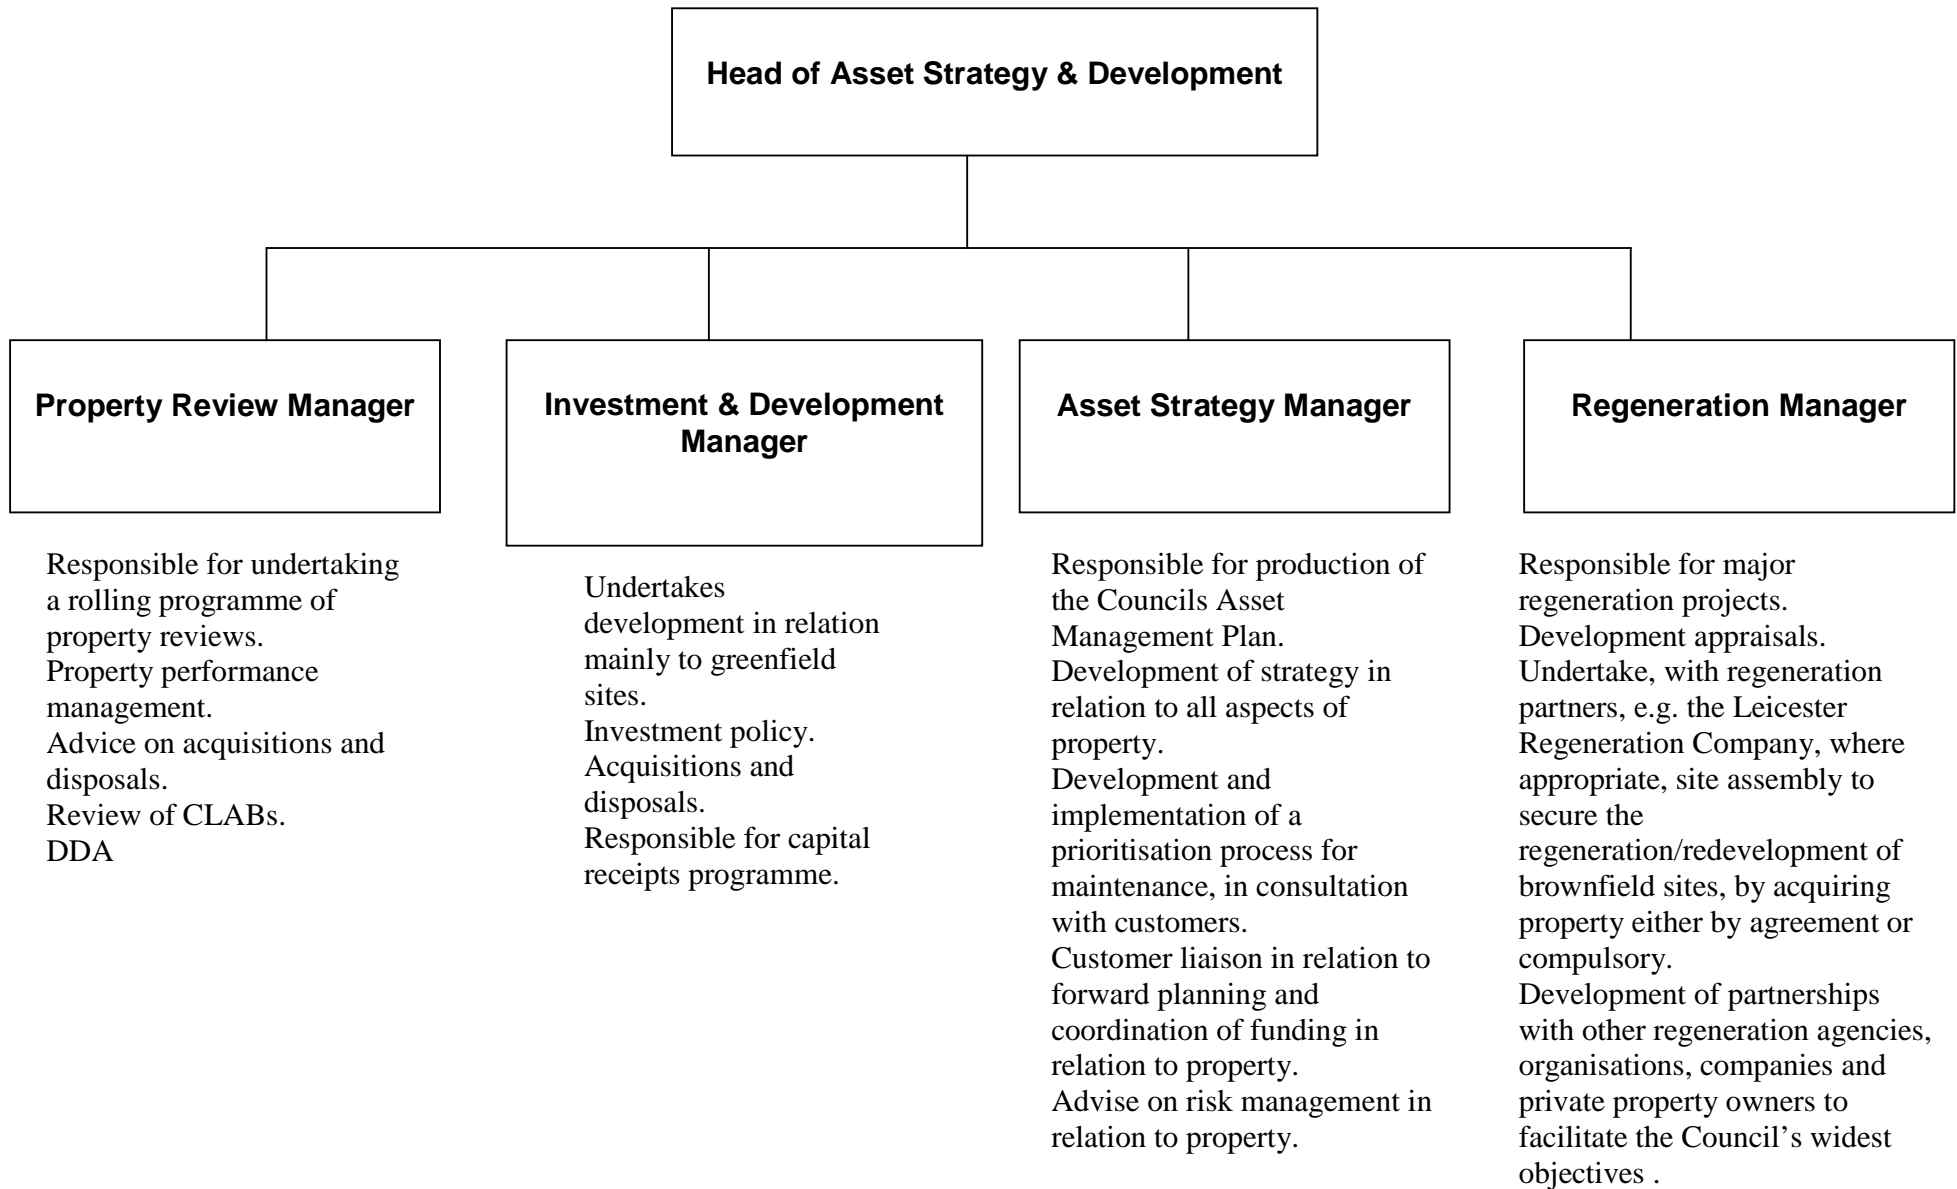 Head of Asset Strategy & Development
Property Review Manager
Responsible for undertaking
a rolling programme of
property reviews.
Property performance
management.
Advice on acquisitions and
disposals.
Review of CLABs.
DDA
Investment & Development
Manager
Undertakes
development in relation
mainly to greenfield
sites.
Investment policy.
Acquisitions and
disposals.
Responsible for capital
receipts programme.
Asset Strategy Manager
Responsible for production of
the Councils Asset
Management Plan.
Development of strategy in
relation to all aspects of
property.
Development and
implementation of a
prioritisation process for
maintenance, in consultation
with customers.
Customer liaison in relation to
forward planning and
coordination of funding in
relation to property.
Advise on risk management in
relation to property.
Regeneration Manager
Responsible for major
regeneration projects.
Development appraisals.
Undertake, with regeneration
partners, e.g. the Leicester
Regeneration Company, where
appropriate, site assembly to
secure the
regeneration/redevelopment of
brownfield sites, by acquiring
property either by agreement or
compulsory.
Development of partnerships
with other regeneration agencies,
organisations, companies and
private property owners to
facilitate the Council’s widest
objectives .